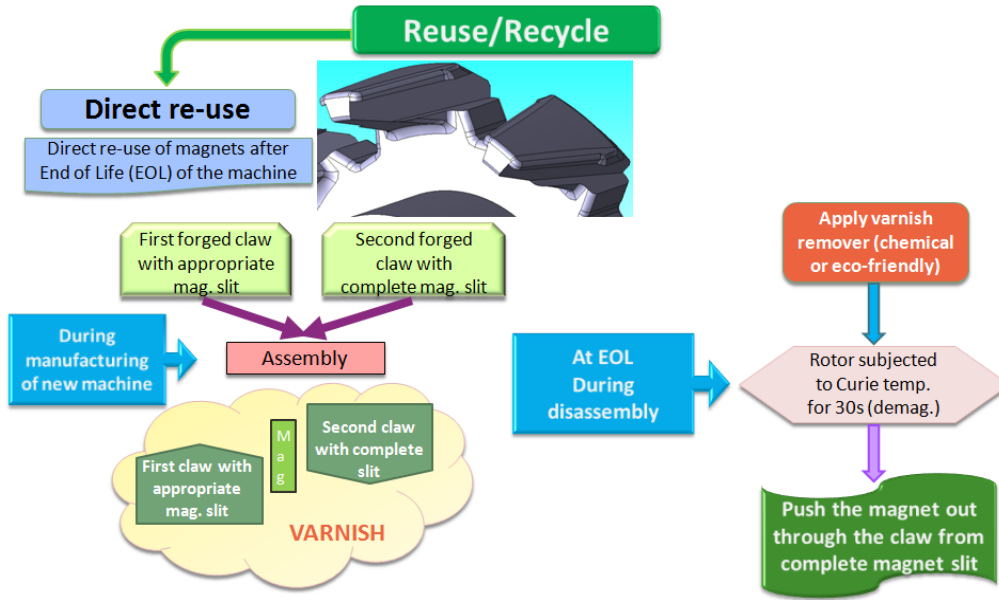 Reuse/Recycle
Direct re-use
Direct re-use of magnets after
End of Life (EOL) of the machine
First forged claw
with appropriate
mag. slit
Second forged
claw with
complete mag. slit
During
manufacturing
of new machine
Assembly
Mag
Second claw
with complete
slit
First claw with
appropriate
mag. slit
VARNISH
At EOL
During
disassembly
Apply varnish
remover (chemical
or eco-friendly)
Rotor subjected
to Curie temp.
for 30s (demag.)
Push the magnet out
through the claw from
complete magnet slit